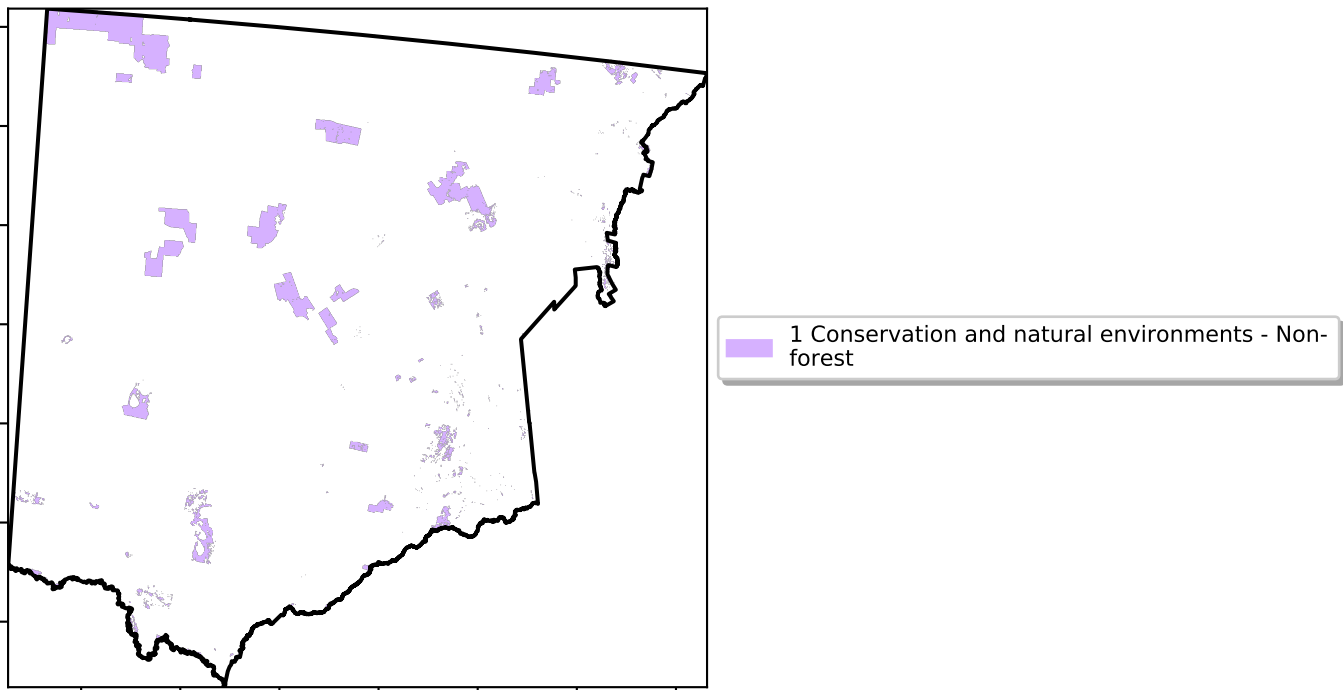 1 Conservation and natural environments - Non-
forest